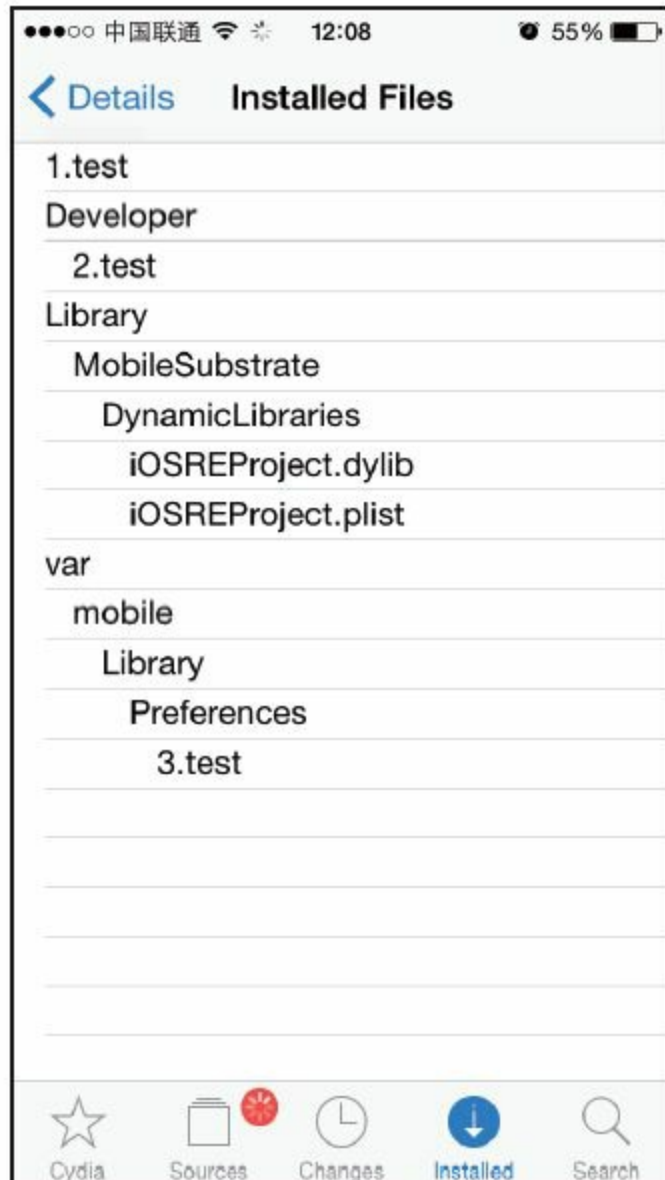 中国联通 12:08 55%
Details Installed Files
1.test
Developer
2.test
Library
MobileSubstrate
DynamicLibraries
iOSREProject.dylib
iOSREProject.plist
var
mobile
Library
Preferences
3.test
Cydia Sources Changes Installed Search